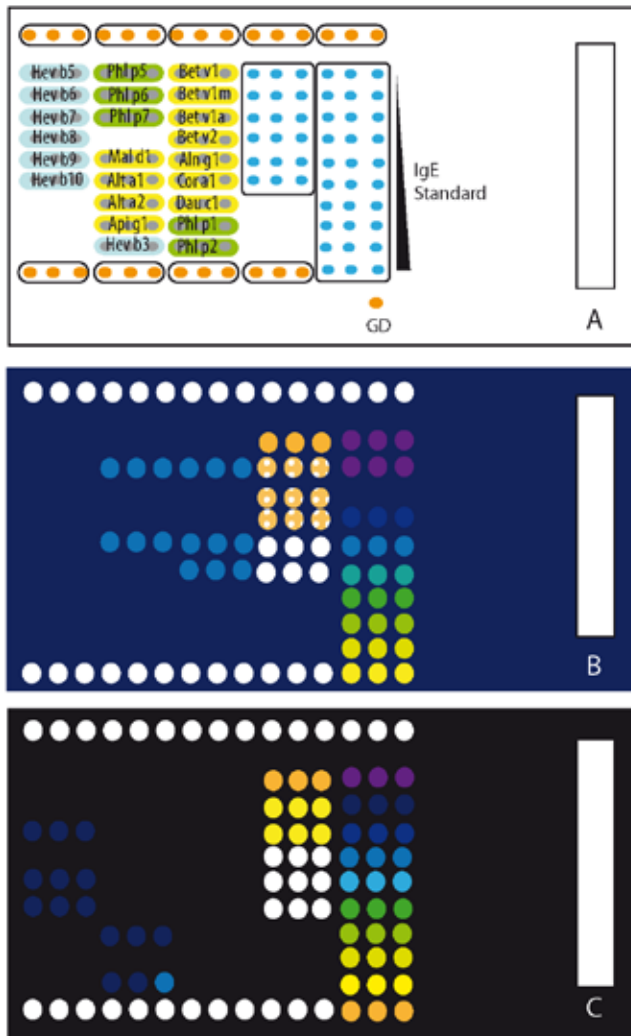 Hev b5
Hev b6
Hev b7
Hev b8
Hev b9
Hev b10
Phl p5
Phl p6
Phl p7
Mal d1
Alt a1
Alt a2
Api g1
Hev b3
Bet v1
Bet v1m
Bet v1a
Bet v2
Aln g1
Cor a1
Dau c1
Phl p1
Phl p2
IgE
Standard
GD
A
B
C